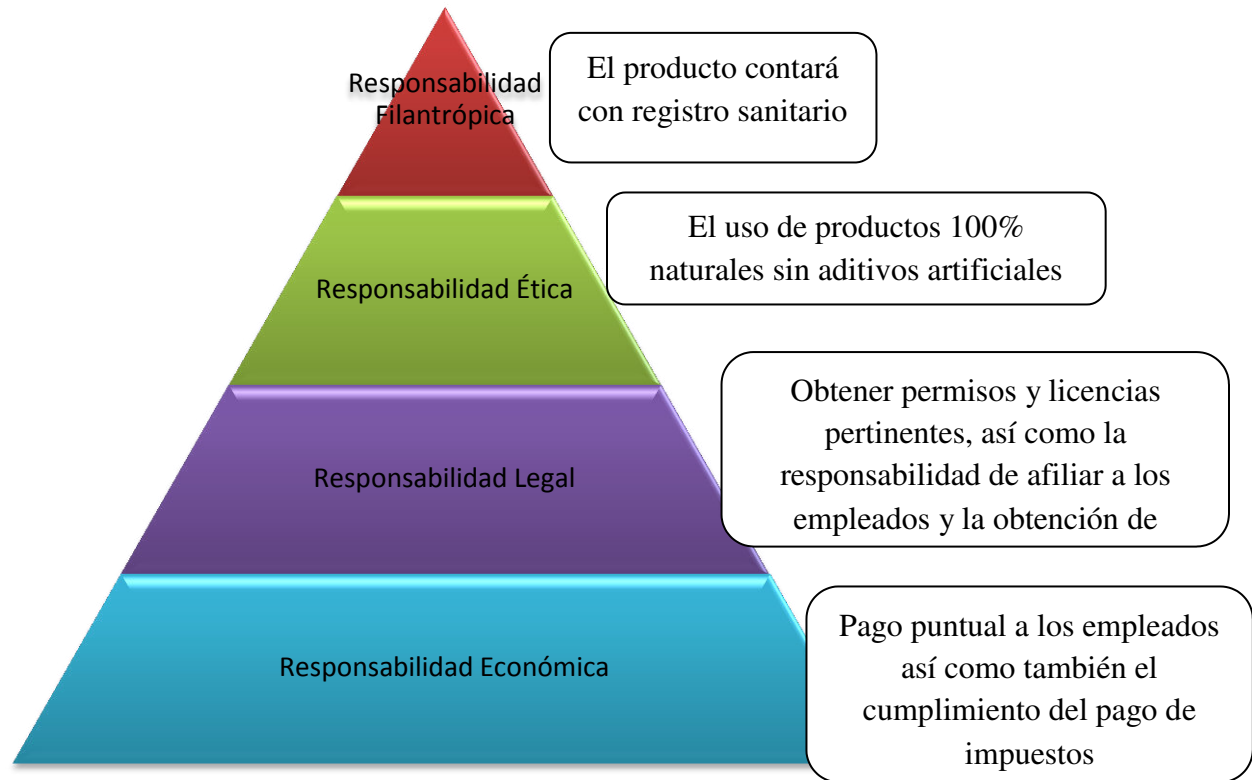 Responsabilidad
Filantrópica
El producto contará
con registro sanitario
Responsabilidad Ética
El uso de productos 100%
naturales sin aditivos artificiales
Responsabilidad Legal
Obtener permisos y licencias
pertinentes, así como la
responsabilidad de afiliar a los
empleados y la obtención de
Responsabilidad Económica
Pago puntual a los empleados
así como también el
cumplimiento del pago de
impuestos